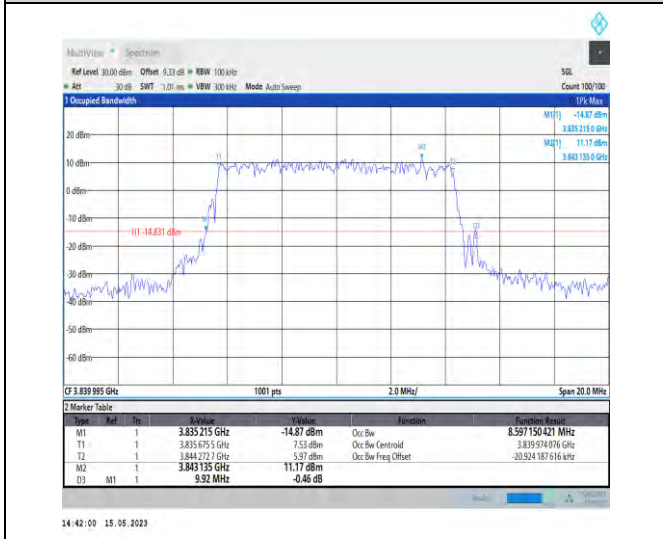 MultiView Spectrum
Ref Level 30.00 dBm Offset 9.33 dB RBW 100 kHz SGL
Att 30 dB SWT 1.01 ms VBW 300 kHz Mode Auto Sweep Count 100/100
1 Occupied Bandwidth 1Pk Max
M1[1] -14.87 dBm
3.835 215 0 GHz
20 dBm
M2[1] 11.17 dBm
3.843 135 0 GHz
M2
10 dBm
T1
0 dBm
-10 dBm
D3
H1 -14.831 dBm
-20 dBm
-30 dBm
-40 dBm
-50 dBm
-60 dBm
CF 3.839 995 GHz 1001 pts 2.0 MHz/ Span 20.0 MHz
2 Marker Table
Type Ref Trc X-Value Y-Value Function Function Result
M1 1 3.835 215 GHz -14.87 dBm Occ Bw 8.597 150 421 MHz
T1 1 3.835 675 5 GHz 7.53 dBm Occ Bw Centroid 3.839 974 076 GHz
T2 1 3.844 272 7 GHz 5.97 dBm Occ Bw Freq Offset -20.924 187 616 kHz
M2 1 3.843 135 GHz 11.17 dBm
D3 M1 1 9.92 MHz -0.46 dB
14:42:00 15.05.2023